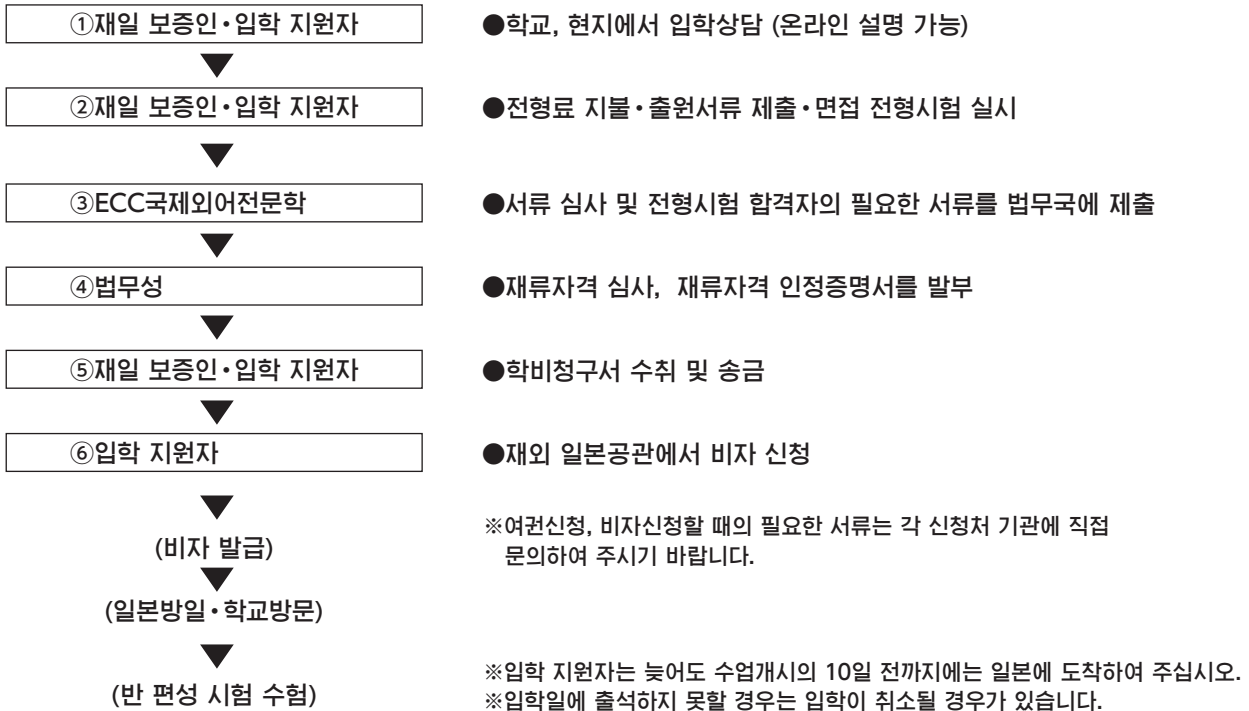 ①재일 보증인•입학 지원자
●학교, 현지에서 입학상담 (온라인 설명 가능)
②재일 보증인•입학 지원자
●전형료 지불•출원서류 제출•면접 전형시험 실시
③ECC국제외어전문학
●서류 심사 및 전형시험 합격자의 필요한 서류를 법무국에 제출
④법무성
●재류자격 심사, 재류자격 인정증명서를 발부
⑤재일 보증인•입학 지원자
●학비청구서 수취 및 송금
⑥입학 지원자
●재외 일본공관에서 비자 신청
(비자 발급)
※여권신청, 비자신청할 때의 필요한 서류는 각 신청처 기관에 직접
문의하여 주시기 바랍니다.
(일본방일•학교방문)
(반 편성 시험 수험)
※입학 지원자는 늦어도 수업개시의 10일 전까지에는 일본에 도착하여 주십시오.
※입학일에 출석하지 못할 경우는 입학이 취소될 경우가 있습니다.